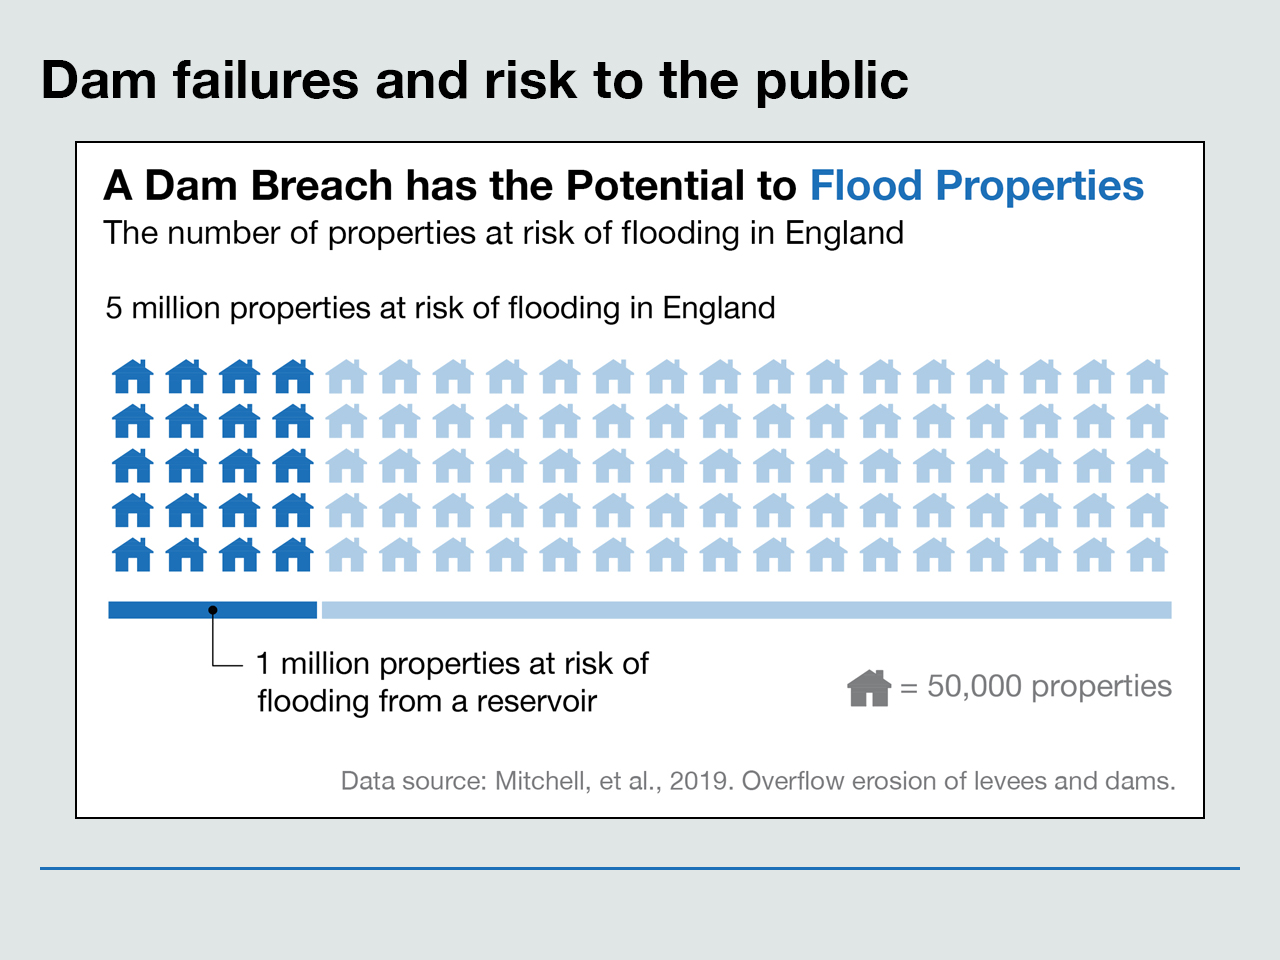 Dam failures and risk to the public
A Dam Breach has the Potential to Flood Properties
The number of properties at risk of flooding in England
5 million properties at risk of flooding in England
1 million properties at risk of
flooding from a reservoir
= 50,000 properties
Data source: Mitchell, et al., 2019. Overflow erosion of levees and dams.